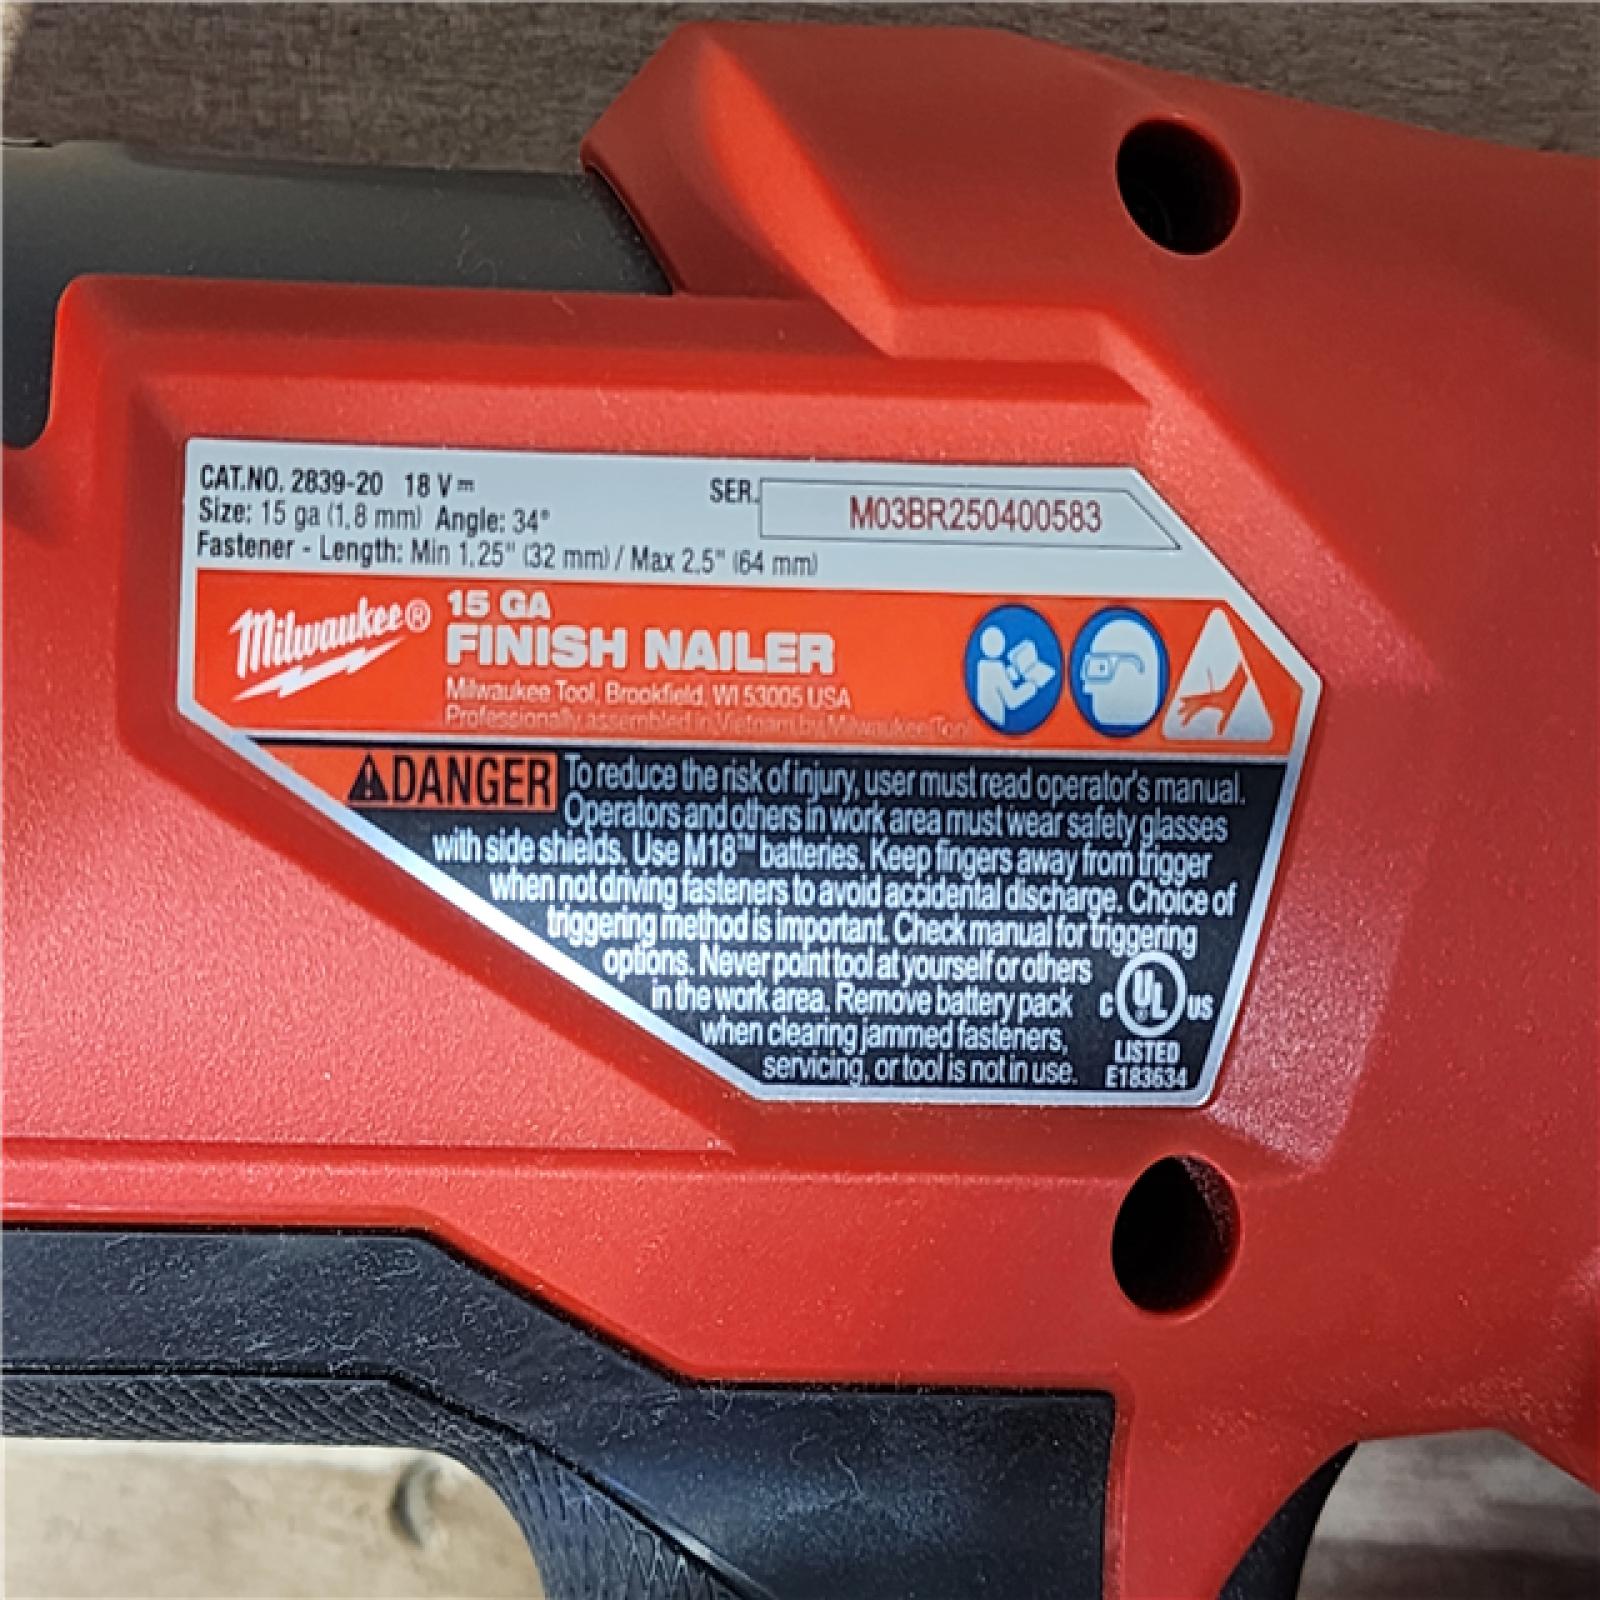 CAT.NO. 2839-20 18 V⎓
SER. M03BR250400583
Size: 15 ga (1,8 mm) Angle: 34°
Fastener - Length: Min 1.25" (32 mm) / Max 2.5" (64 mm)
Milwaukee®
15 GA
FINISH NAILER
Milwaukee Tool, Brookfield, WI 53005 USA
Professionally assembled in Vietnam by Milwaukee Tool
DANGER To reduce the risk of injury, user must read operator's manual.
Operators and others in work area must wear safety glasses
with side shields. Use M18™ batteries. Keep fingers away from trigger
when not driving fasteners to avoid accidental discharge. Choice of
triggering method is important. Check manual for triggering
options. Never point tool at yourself or others
in the work area. Remove battery pack
when clearing jammed fasteners,
servicing, or tool is not in use.
C UL US
LISTED
E183634